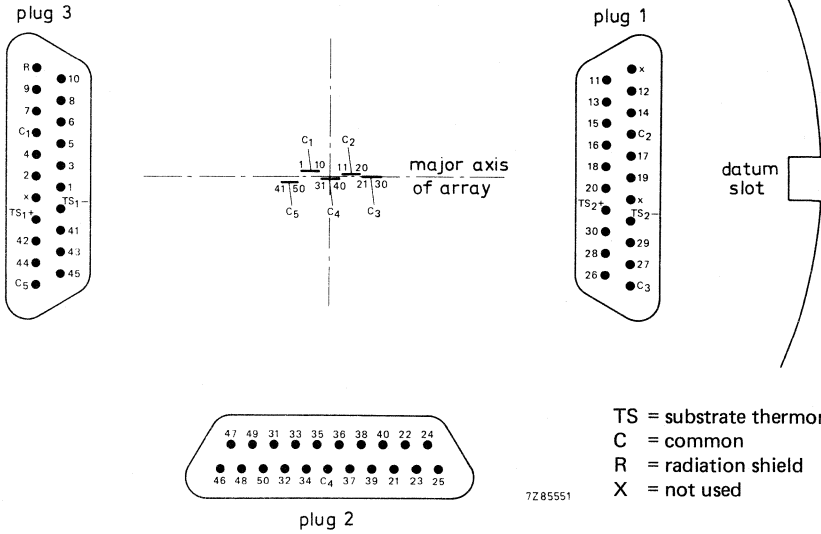 plug 3
plug 1
R
10
9
8
7
6
C1
5
4
3
2
1
x
TS1−
TS1+
41
42
43
44
45
C5
C1
C2
1 10
11 20
41 50
31 40
21 30
C5
C4
C3
major axis
of array
x
11
12
13
14
15
C2
16
17
18
19
20
x
TS2+
TS2−
30
29
28
27
26
C3
datum
slot
47 49 31 33 35 36 38 40 22 24
46 48 50 32 34 C4 37 39 21 23 25
plug 2
7Z85551
TS = substrate
C = common
R = radiation shield
X = not used